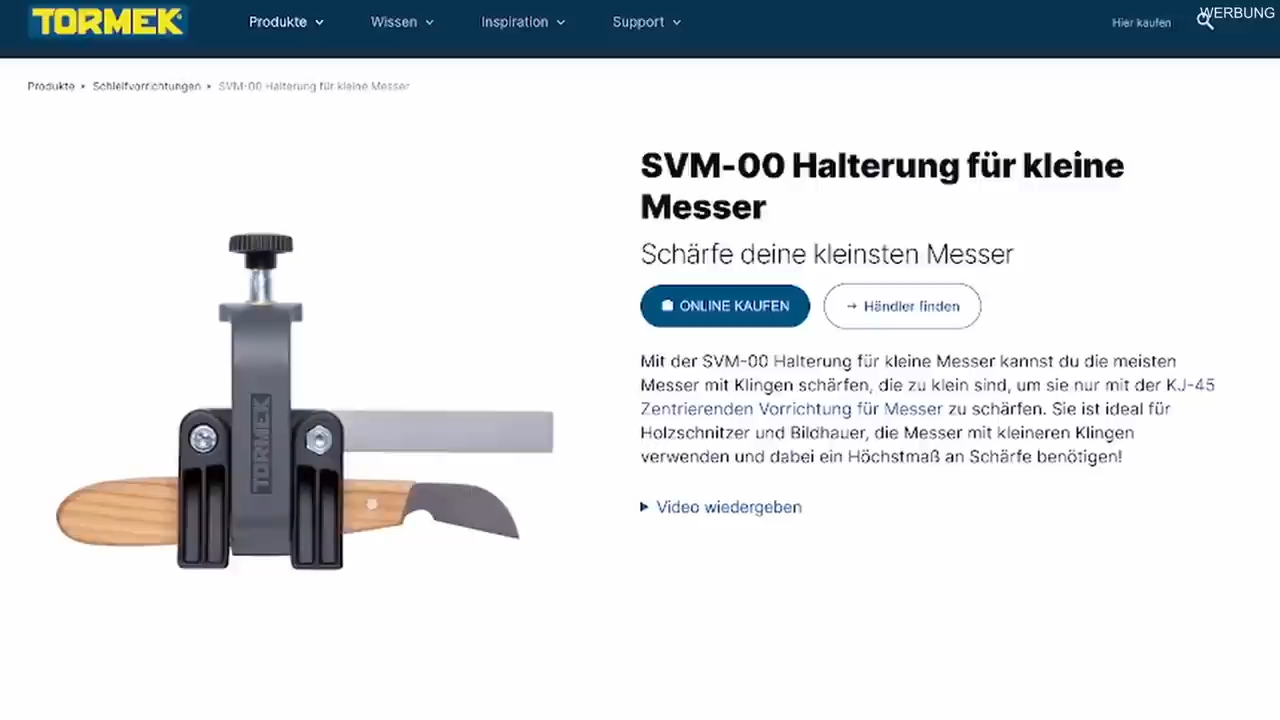 TORMEK
Produkte
Wissen
Inspiration
Support
Hier kaufen
WERBUNG
Produkte
Schleifvorrichtungen
SVM-00 Halterung für kleine Messer
SVM-00 Halterung für kleine
Messer
Schärfe deine kleinsten Messer
ONLINE KAUFEN
→ Händler finden
Mit der SVM-00 Halterung für kleine Messer kannst du die meisten
Messer mit Klingen schärfen, die zu klein sind, um sie nur mit der KJ-45
Zentrierenden Vorrichtung für Messer zu schärfen. Sie ist ideal für
Holzschnitzer und Bildhauer, die Messer mit kleineren Klingen
verwenden und dabei ein Höchstmaß an Schärfe benötigen!
Video wiedergeben
TORMEK